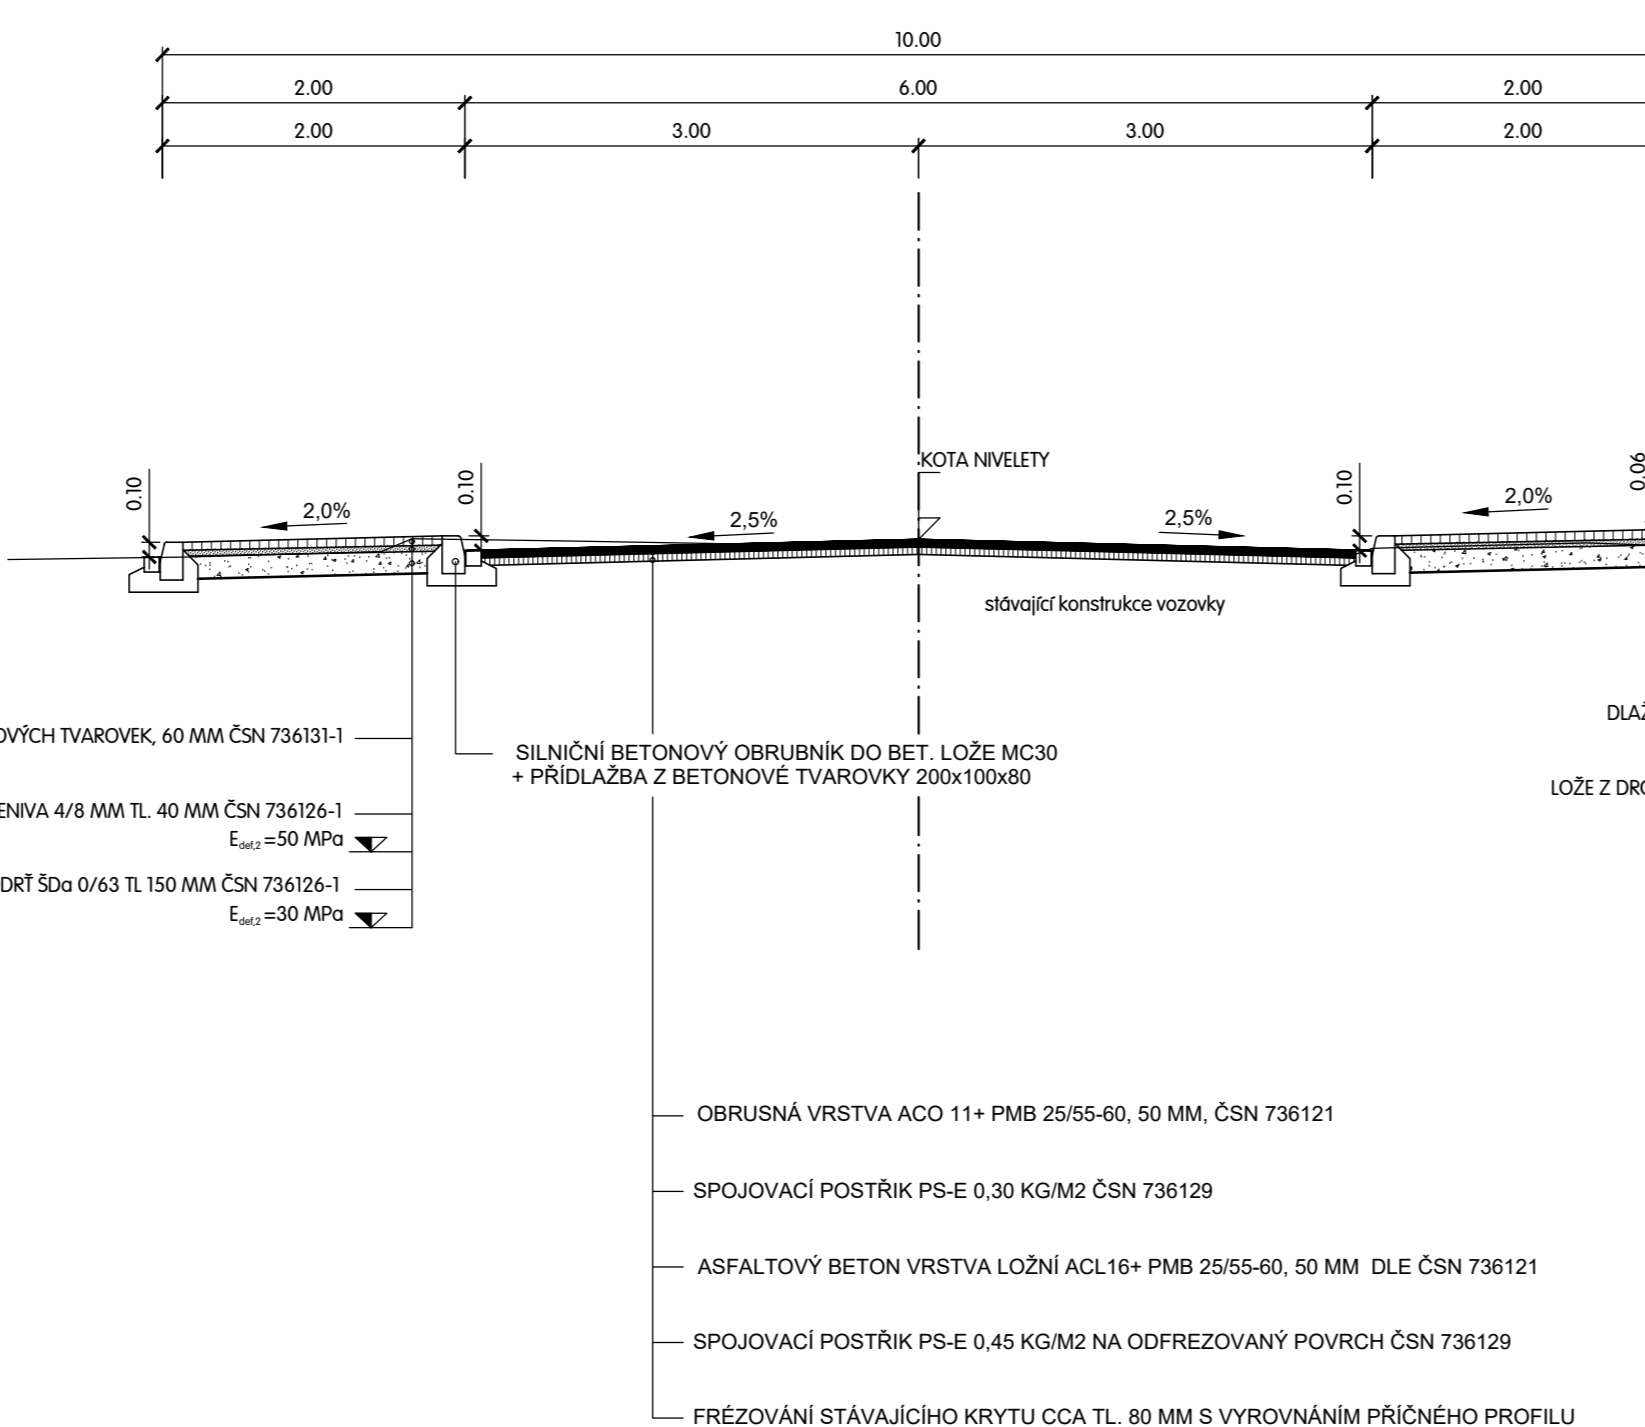 10.00
2.00 6.00 2.00
2.00 3.00 3.00 2.00
KOTA NIVELETY
0.10 0.10 0.10 0.06
2,0% 2,5% 2,5% 2,0%
stávající konstrukce vozovky
OVÝCH TVAROVEK, 60 MM ČSN 736131-1
SILNIČNÍ BETONOVÝ OBRUBNÍK DO BET. LOŽE MC30
+ PŘÍDLAŽBA Z BETONOVÉ TVAROVKY 200x100x80
DLAŽ
LOŽE Z DRC
ENIVA 4/8 MM TL. 40 MM ČSN 736126-1
Edef,2 =50 MPa
DRŤ ŠDa 0/63 TL 150 MM ČSN 736126-1
Edef,2 =30 MPa
OBRUSNÁ VRSTVA ACO 11+ PMB 25/55-60, 50 MM, ČSN 736121
SPOJOVACÍ POSTŘIK PS-E 0,30 KG/M2 ČSN 736129
ASFALTOVÝ BETON VRSTVA LOŽNÍ ACL16+ PMB 25/55-60, 50 MM DLE ČSN 736121
SPOJOVACÍ POSTŘIK PS-E 0,45 KG/M2 NA ODFREZOVANÝ POVRCH ČSN 736129
FRÉZOVÁNÍ STÁVAJÍCÍHO KRYTU CCA TL. 80 MM S VYROVNÁNÍM PŘÍČNÉHO PROFILU